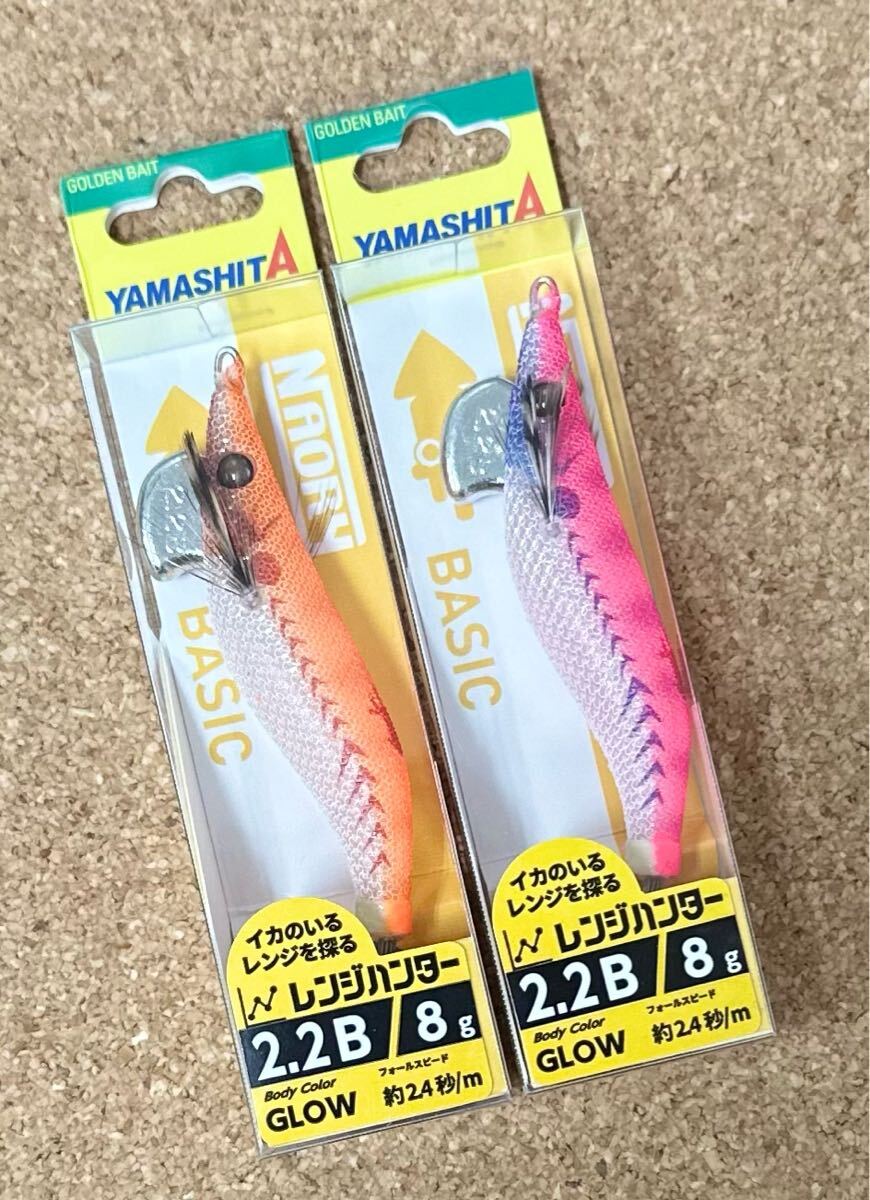 GOLDEN BAIT
YAMASHITA
NAORY
BASIC
イカのいる
レンジを探る
レンジハンター
2.2B / 8g
Body Color
GLOW
フォールスピード
約2.4秒/m
GOLDEN BAIT
YAMASHITA
BASIC
イカのいる
レンジを探る
レンジハンター
2.2B / 8g
Body Color
GLOW
フォールスピード
約2.4秒/m